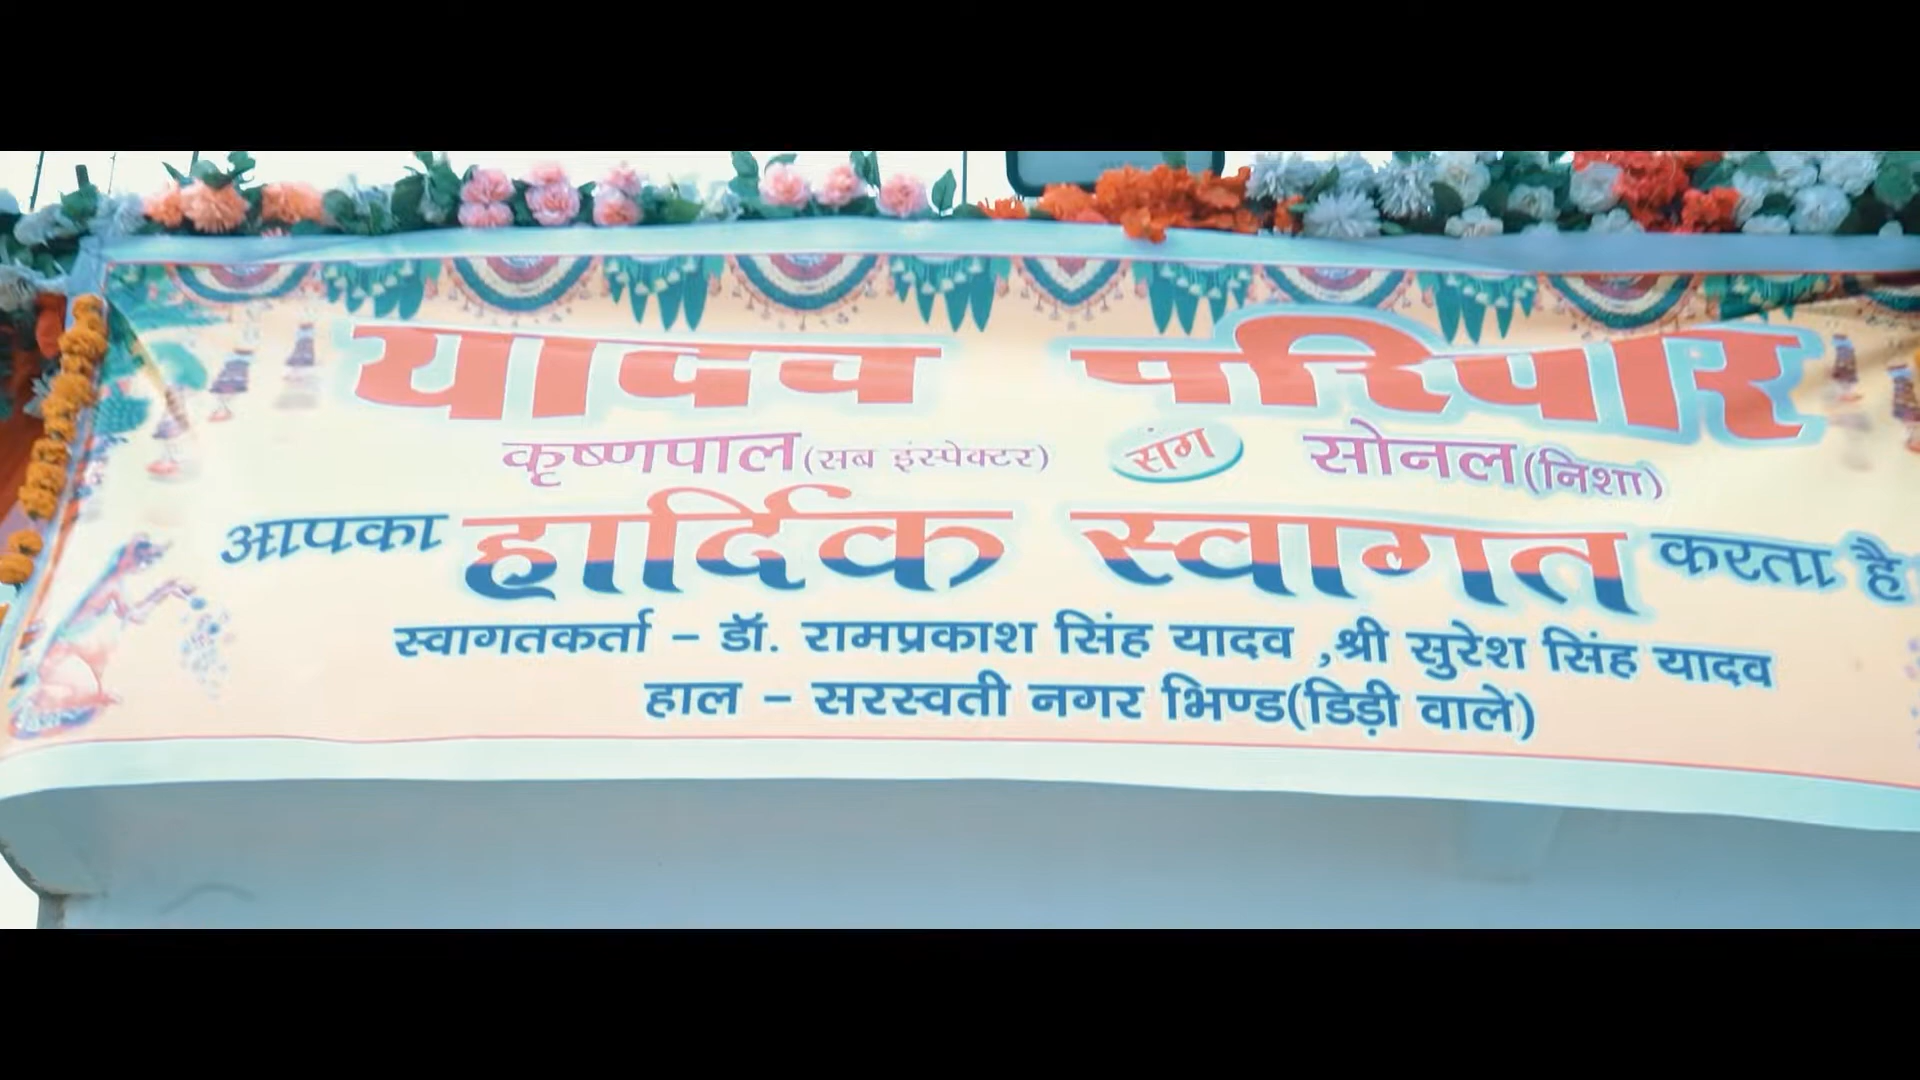 यादव परिवार
कृष्णपाल(सब इंस्पेक्टर) संग सोनल(निशा)
आपका हार्दिक स्वागत करता है
स्वागतकर्ता – डॉ. रामप्रकाश सिंह यादव ,श्री सुरेश सिंह यादव
हाल – सरस्वती नगर भिण्ड(डिड़ी वाले)